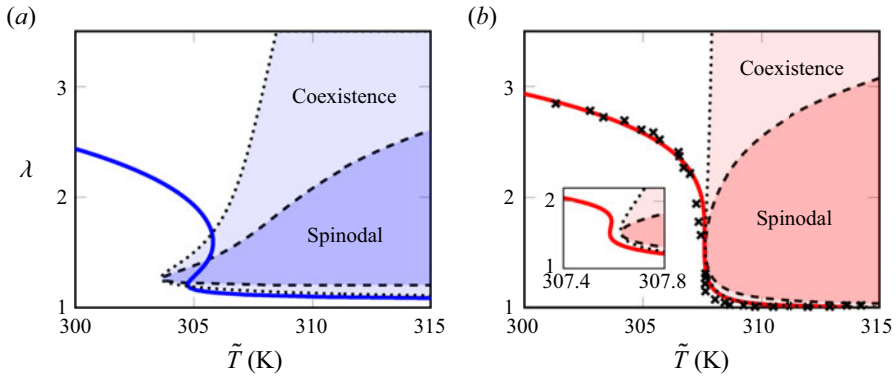 (a)
(b)
3
2
1
λ
Coexistence
Spinodal
300
305
310
315
T̃ (K)
3
2
1
Coexistence
Spinodal
2
1
307.4
307.8
300
305
310
315
T̃ (K)